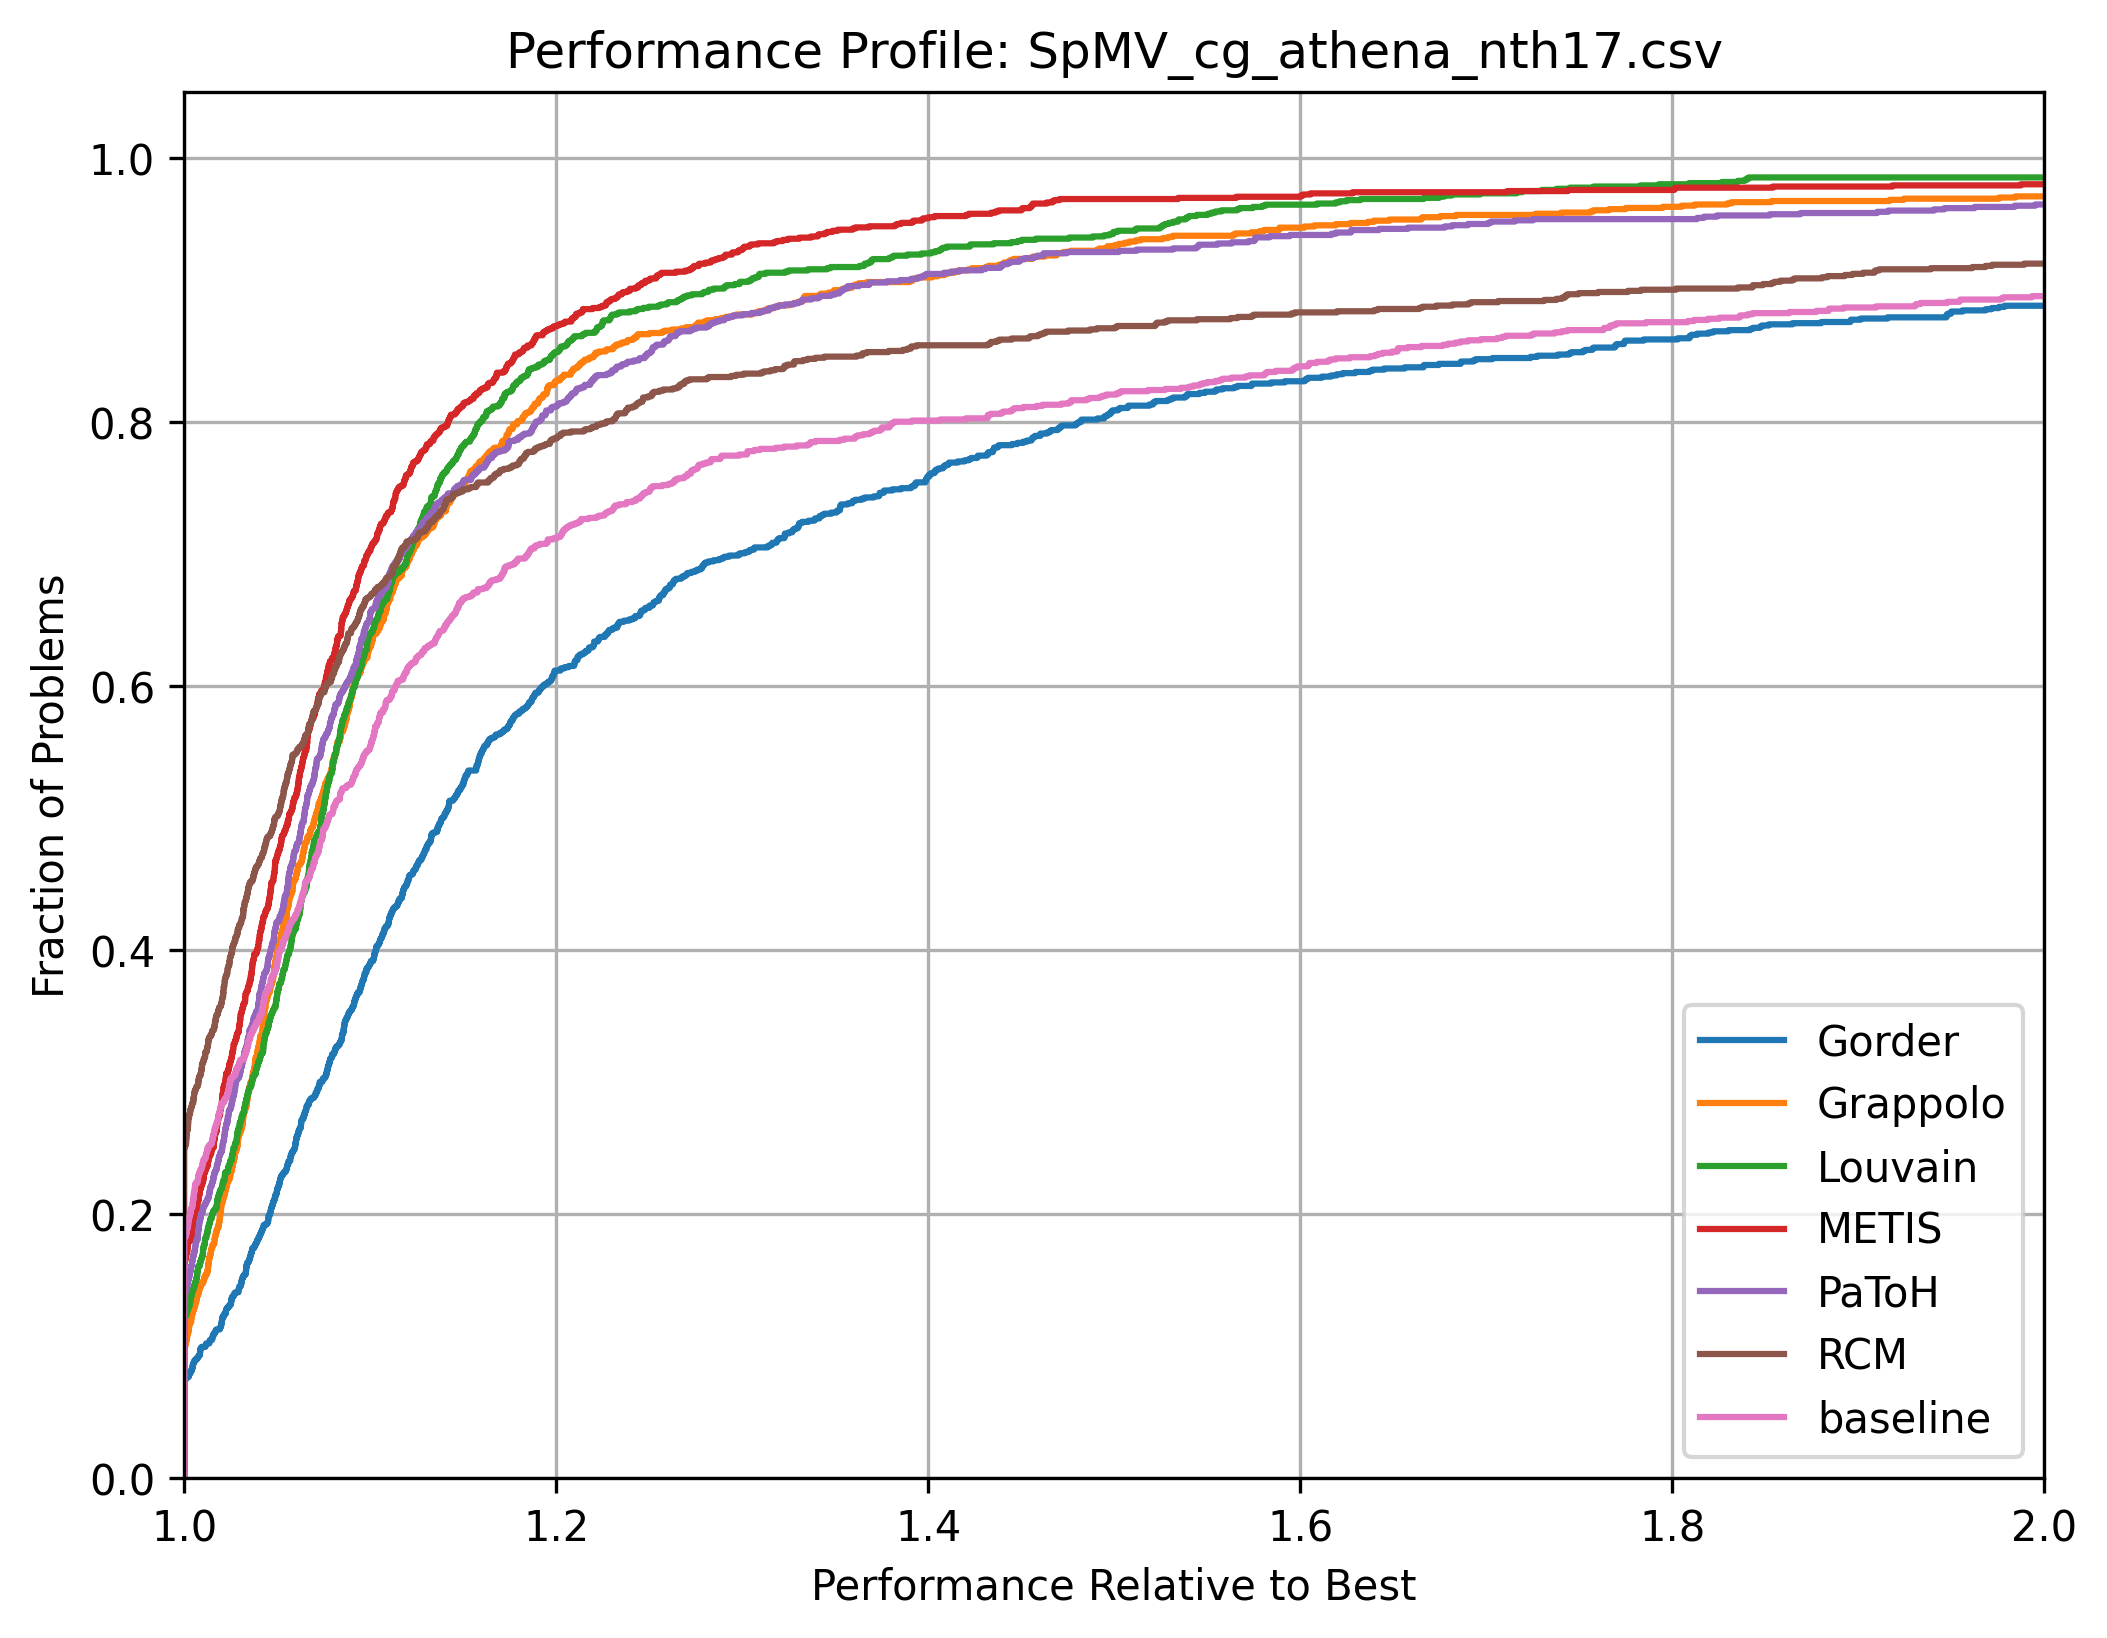 Performance Profile: SpMV_cg_athena_nth17.csv
Fraction of Problems
1.0
0.8
0.6
0.4
0.2
0.0
1.0 1.2 1.4 1.6 1.8 2.0
Performance Relative to Best
Gorder
Grappolo
Louvain
METIS
PaToH
RCM
baseline